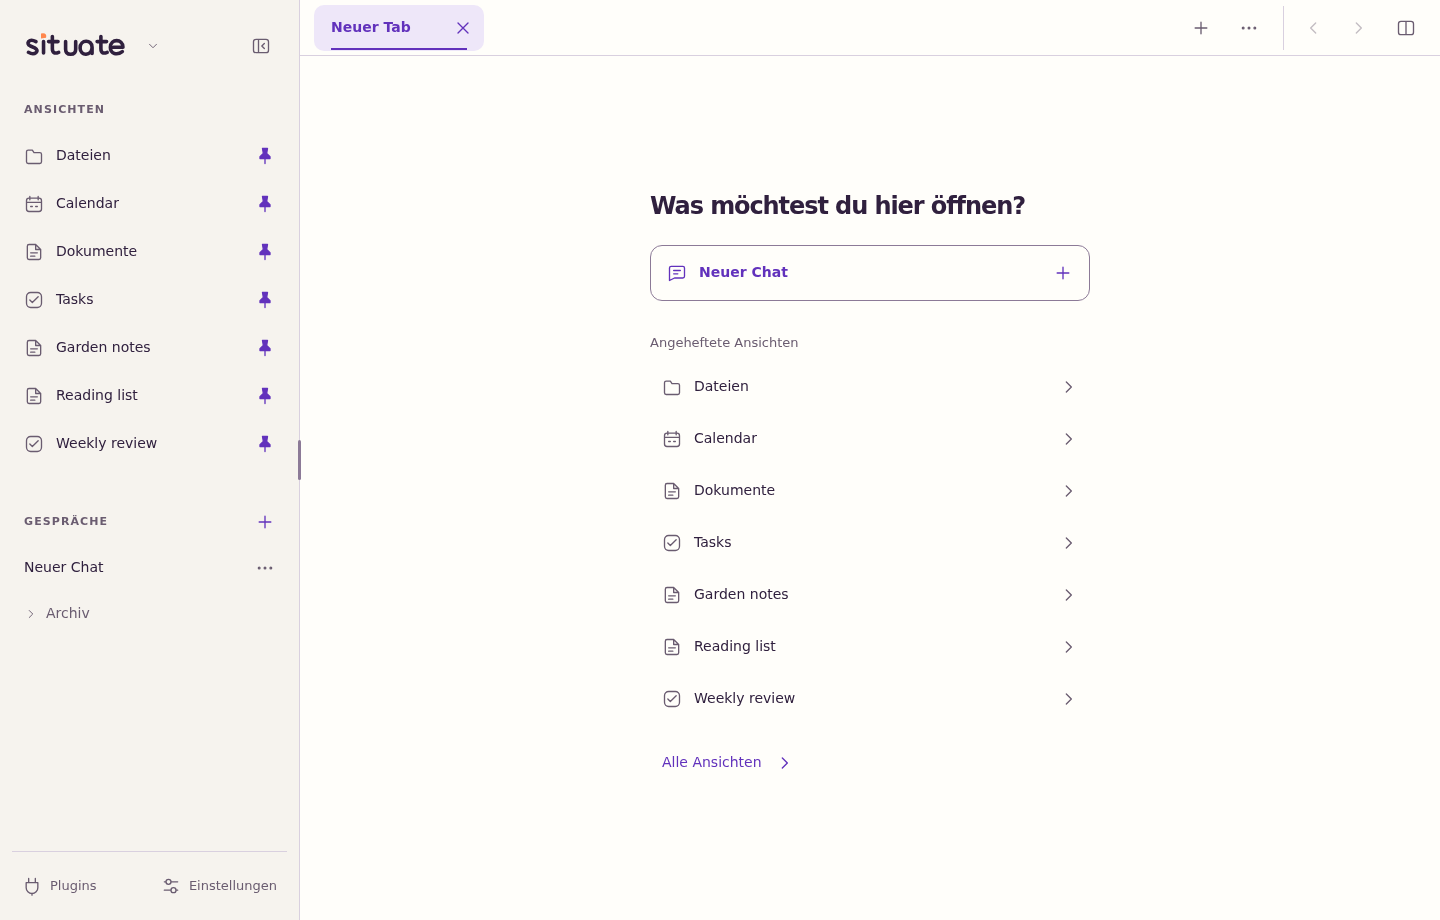 situate
ANSICHTEN
Dateien
Calendar
Dokumente
Tasks
Garden notes
Reading list
Weekly review
GESPRÄCHE
Neuer Chat
Archiv
Plugins
Einstellungen
Neuer Tab
Was möchtest du hier öffnen?
Neuer Chat
Angeheftete Ansichten
Dateien
Calendar
Dokumente
Tasks
Garden notes
Reading list
Weekly review
Alle Ansichten